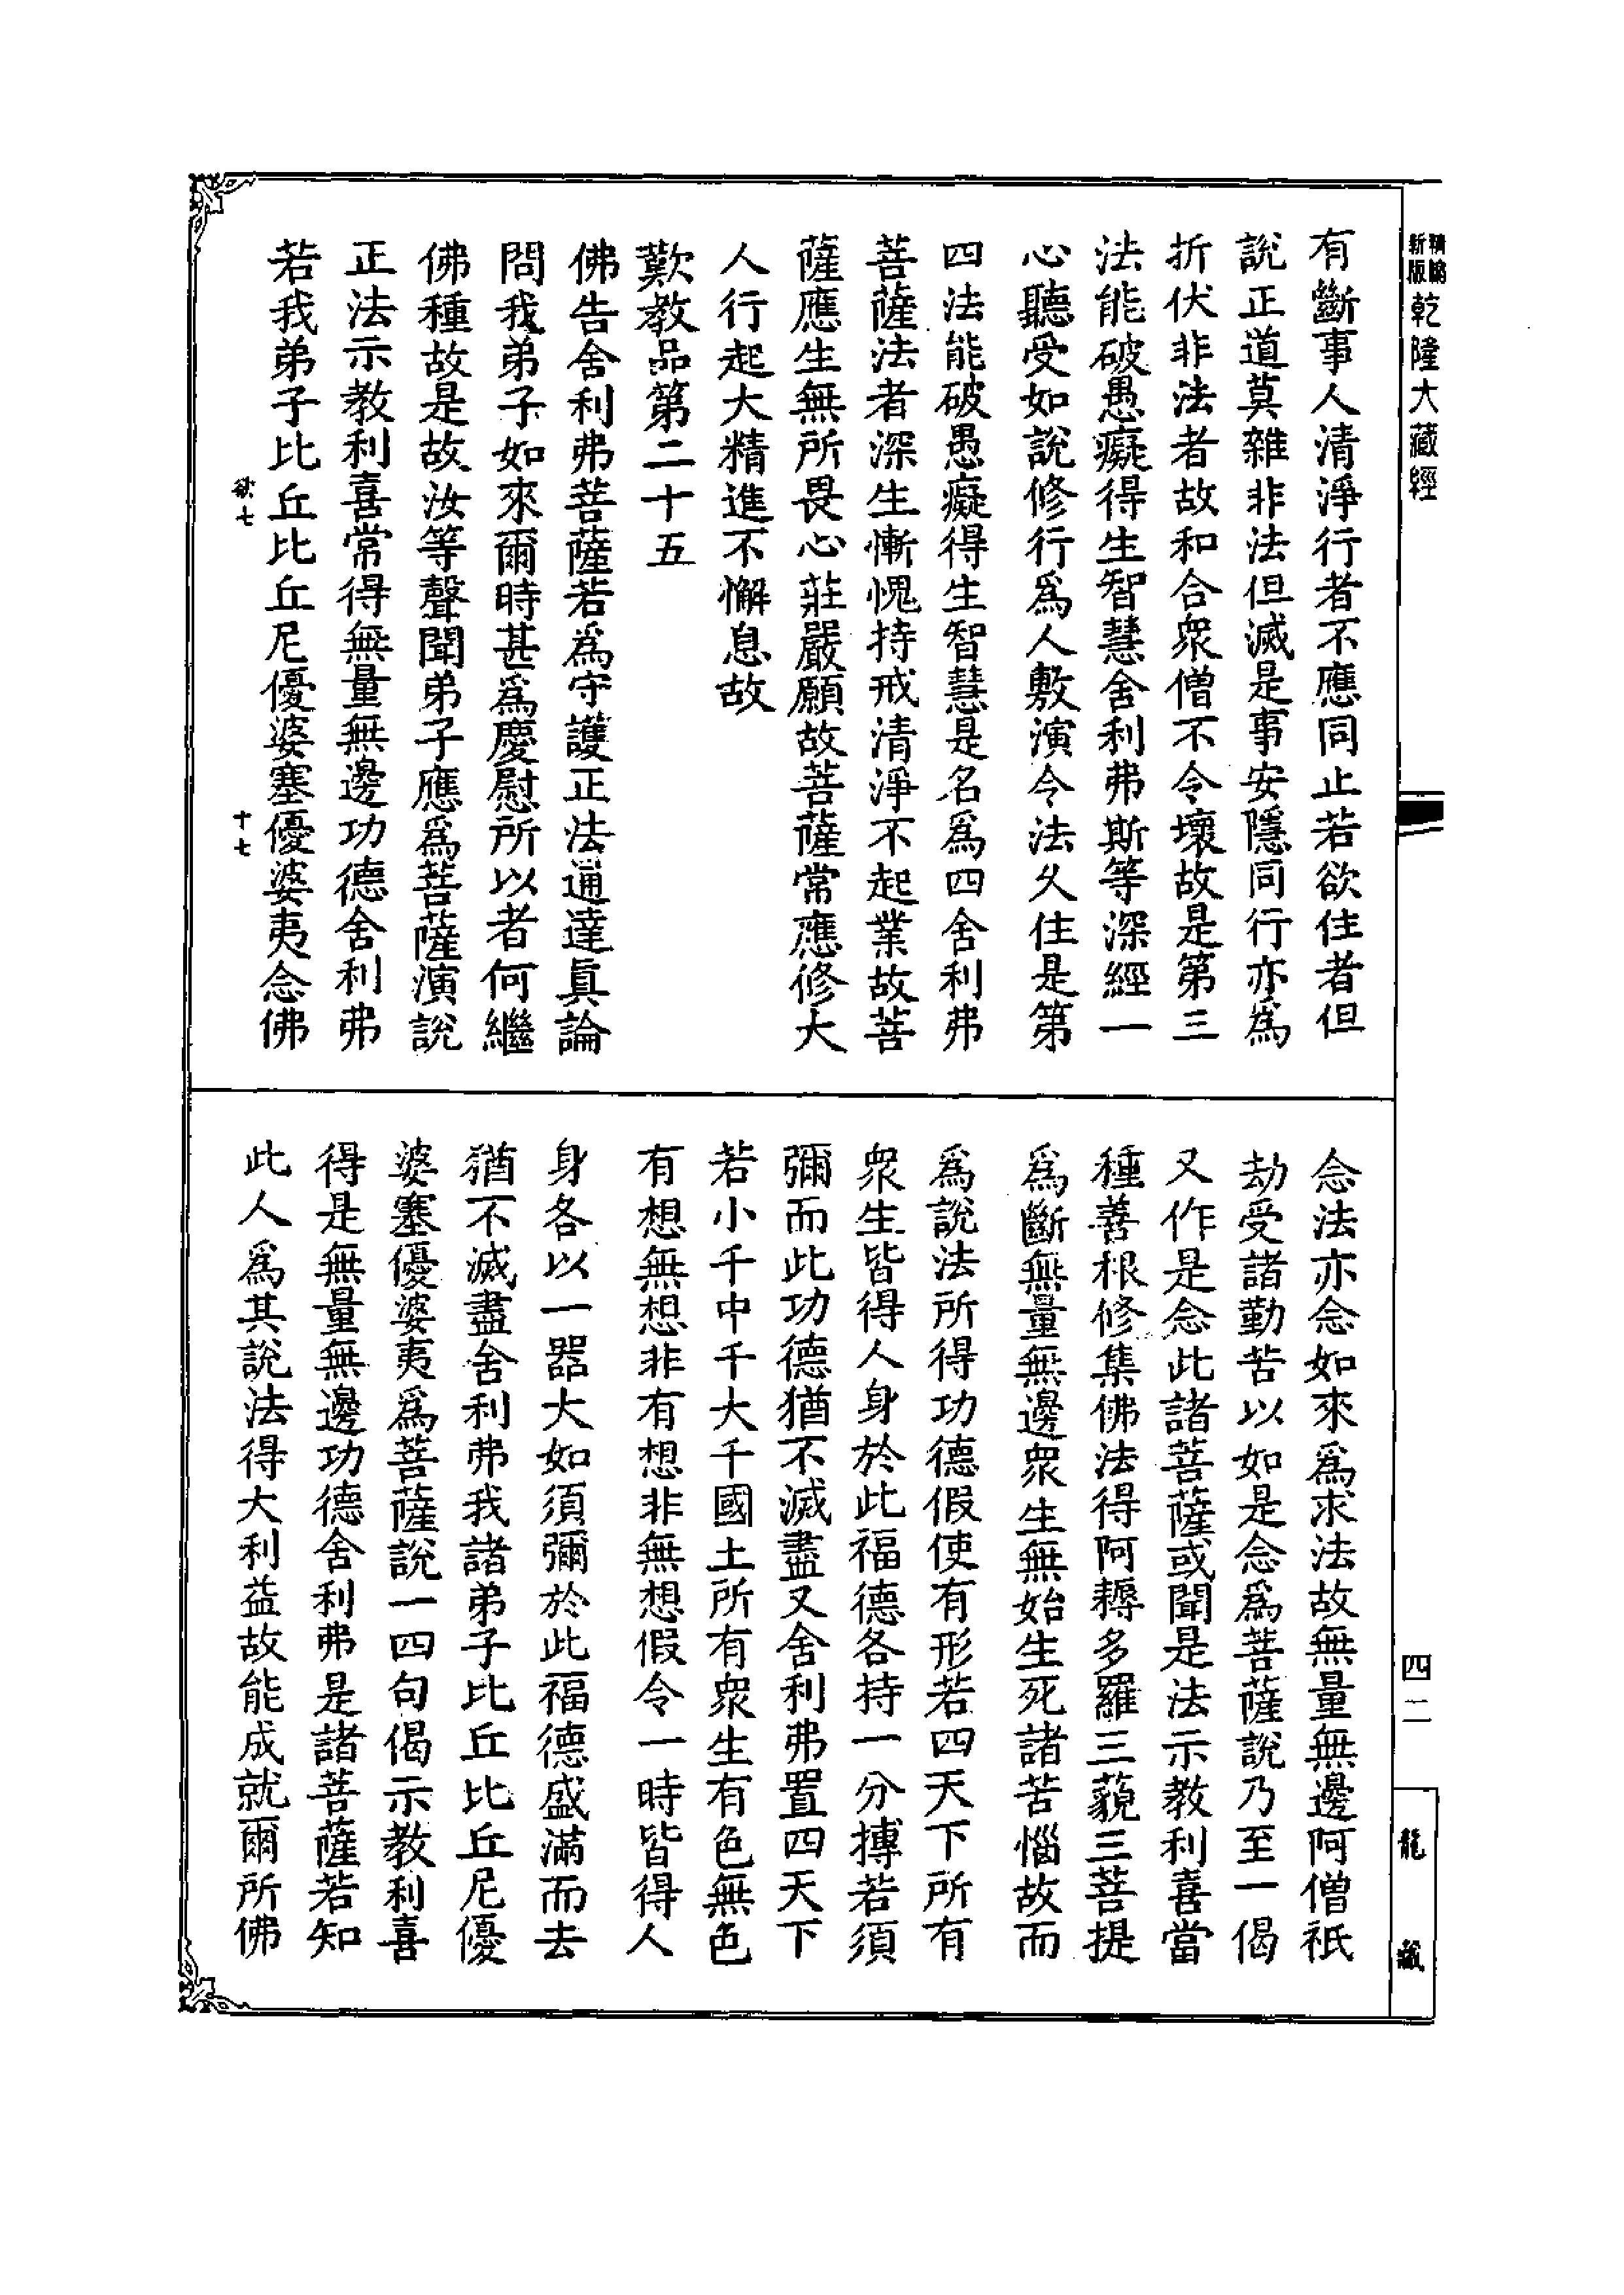 新版精縮乾隆大藏經
有斷事人清淨行者不應同止若欲住者但
說正道莫雜非法但滅是事安隱同行亦爲
折伏非法者故和合衆僧不令壞故是第三
法能破愚癡得生智慧舍利弗斯等深經一
心聽受如說修行爲人敷演令法久住是第
四法能破愚癡得生智慧是名爲四舍利弗
菩薩法者深生慚愧持戒清淨不起業故菩
薩應生無所畏心莊嚴願故菩薩常應修大
人行起大精進不懈息故
歎教品第二十五
佛告舍利弗菩薩若爲守護正法通達眞論
問我弟子如來爾時甚爲慶慰所以者何繼
佛種故是故汝等聲聞弟子應爲菩薩演說
正法示教利喜常得無量無邊功德舍利弗
若我弟子比丘比丘尼優婆塞優婆夷念佛
欲七 十七
念法亦念如來爲求法故無量無邊阿僧祇
劫受諸勤苦以如是念爲菩薩說乃至一偈
又作是念此諸菩薩或聞是法示教利喜當
種善根修集佛法得阿耨多羅三藐三菩提
爲斷無量無邊衆生無始生死諸苦惱故而
爲說法所得功德假使有形若四天下所有
衆生皆得人身於此福德各持一分摶若須
彌而此功德猶不滅盡又舍利弗置四天下
若小千中千大千國土所有衆生有色無色
有想無想非有想非無想假令一時皆得人
身各以一器大如須彌於此福德盛滿而去
猶不滅盡舍利弗我諸弟子比丘比丘尼優
婆塞優婆夷爲菩薩說一四句偈示教利喜
得是無量無邊功德舍利弗是諸菩薩若知
此人爲其說法得大利益故能成就爾所佛
四二
龍藏